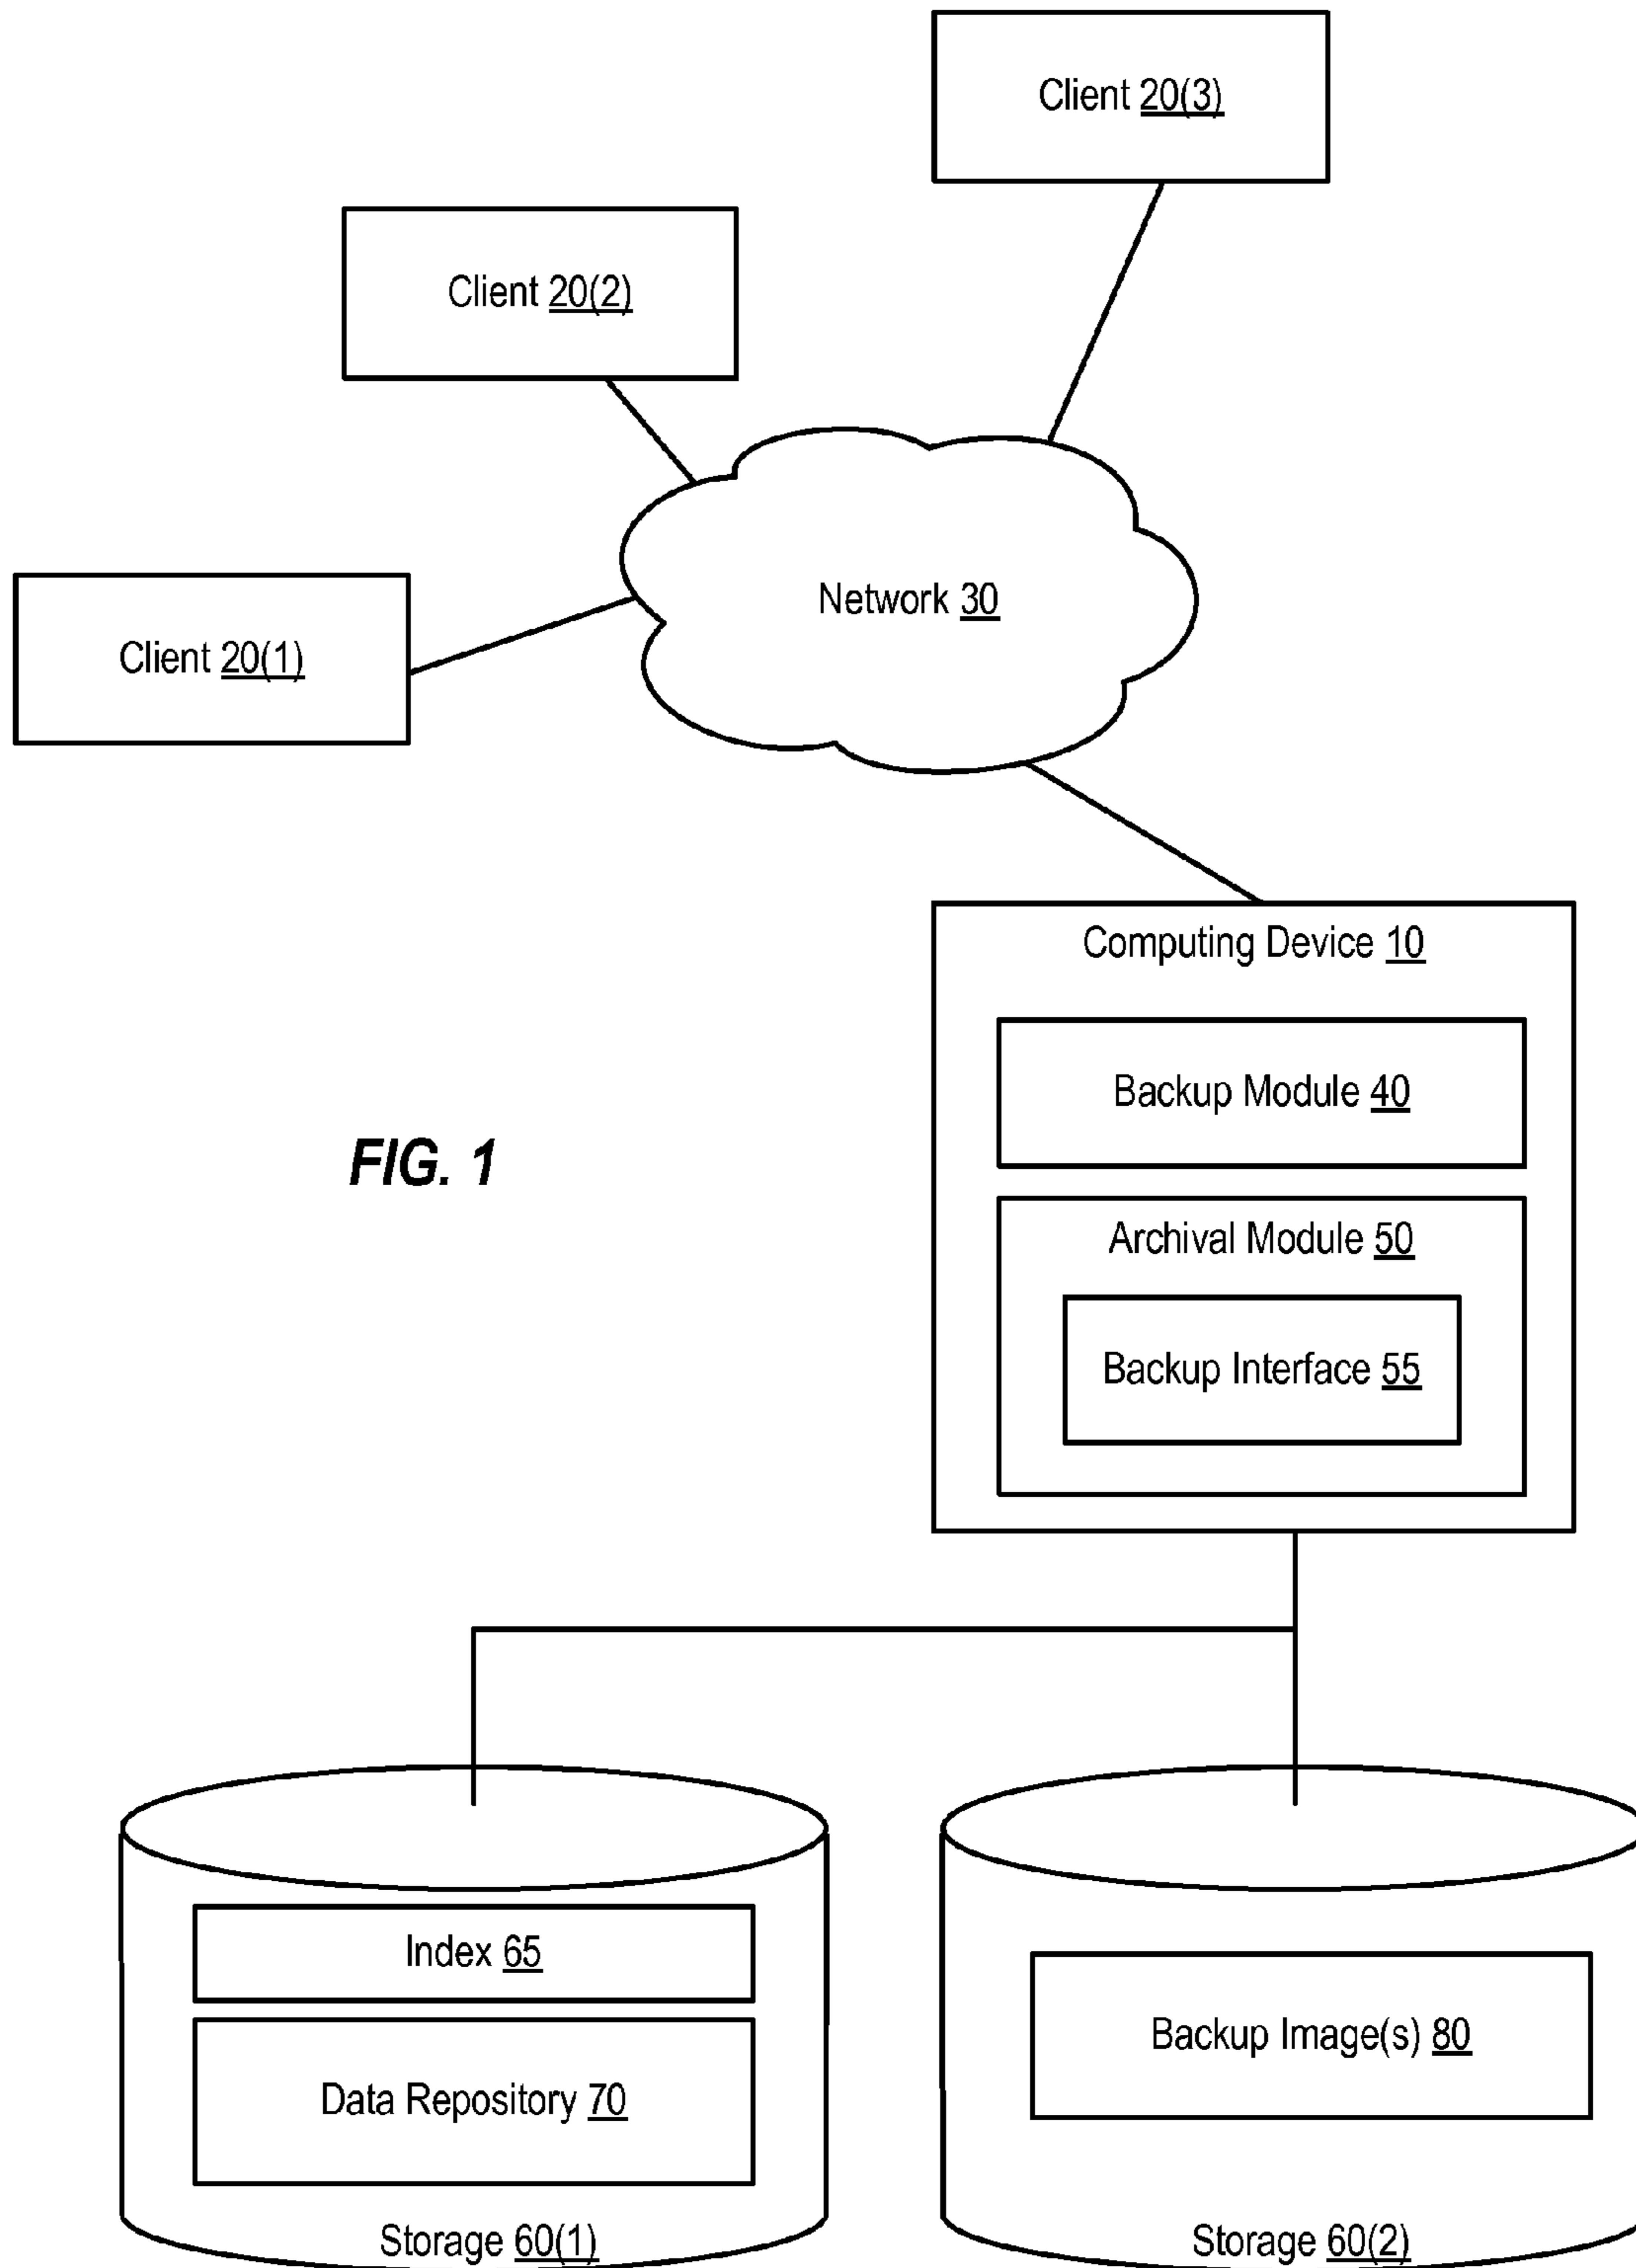 Client 20(3)
Client 20(2)
Network 30
Client 20(1)
Computing Device 10
Backup Module 40
FIG. 1
Archival Module 50
Backup Interface 55
Index 65
Backup Image(s) 80
Data Repository 70
Storage 60(1)
Storage 60(2)